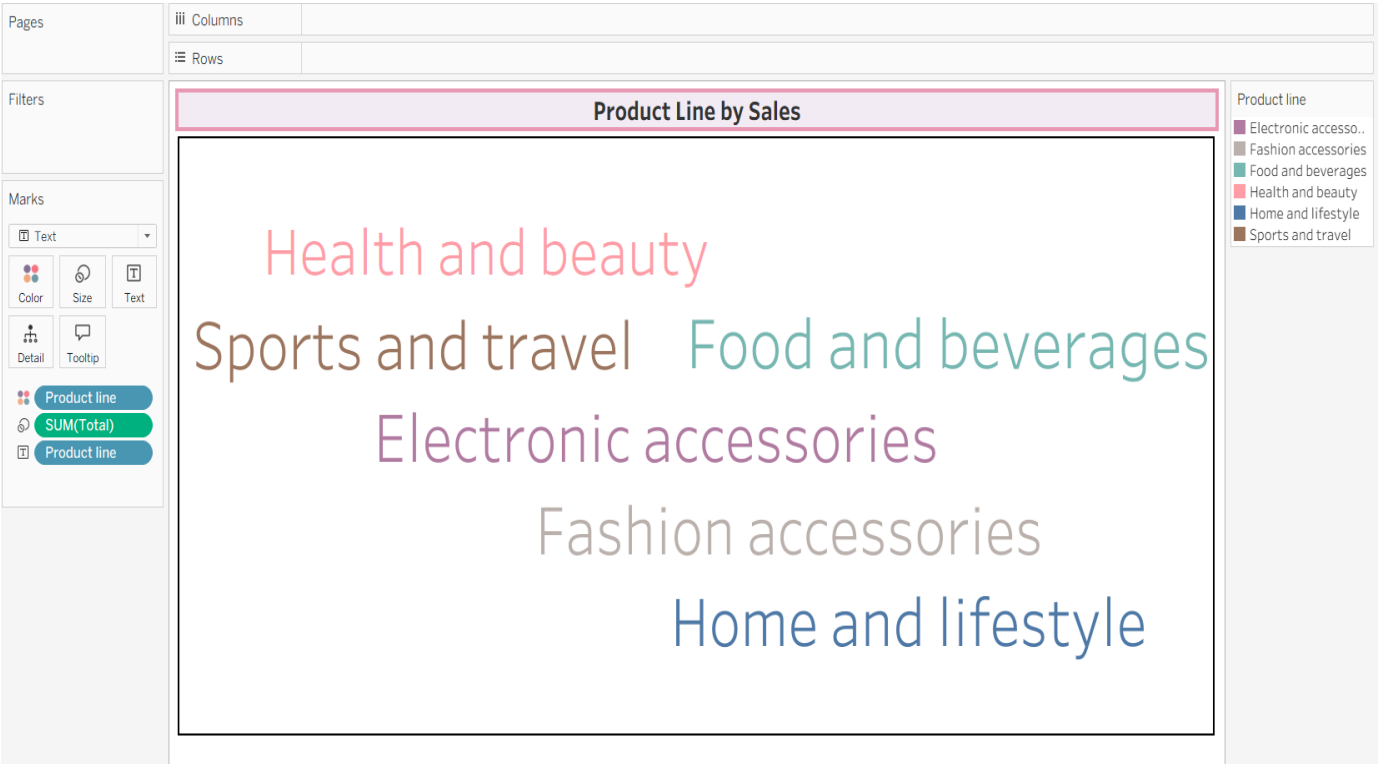 Pages
Columns
Rows
Filters
Marks
Text
Color Size Text
Detail Tooltip
Product line
SUM(Total)
Product line
Product Line by Sales
Health and beauty
Sports and travel Food and beverages
Electronic accessories
Fashion accessories
Home and lifestyle
Product line
Electronic accesso..
Fashion accessories
Food and beverages
Health and beauty
Home and lifestyle
Sports and travel